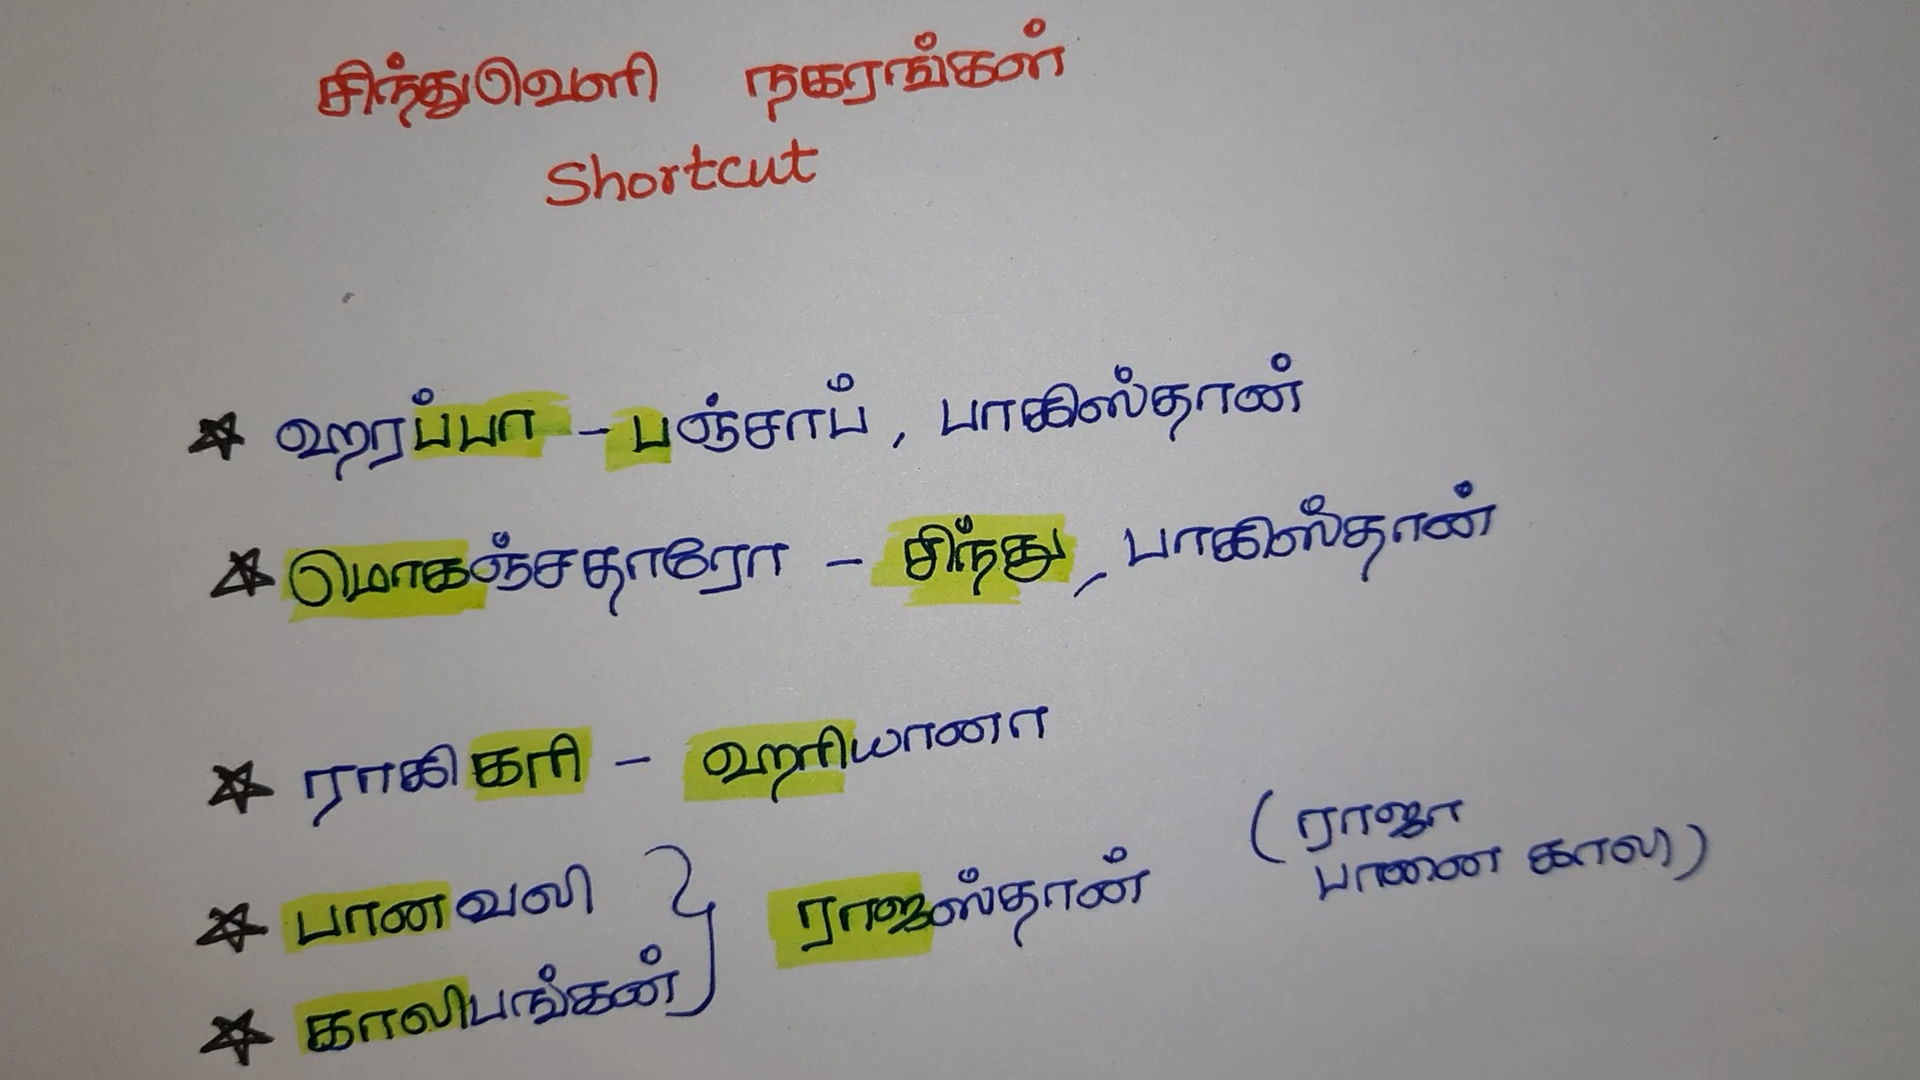 சிந்துவெளி நகரங்கள்
Shortcut
★ ஹரப்பா - பஞ்சாப், பாகிஸ்தான்
★ மொகஞ்சதாரோ - சிந்து, பாகிஸ்தான்
★ ராகிகரி - ஹரியானா
★ பானவலி
★ காலிபங்கன் } ராஜஸ்தான்
(ராஜா
பானை காலி)